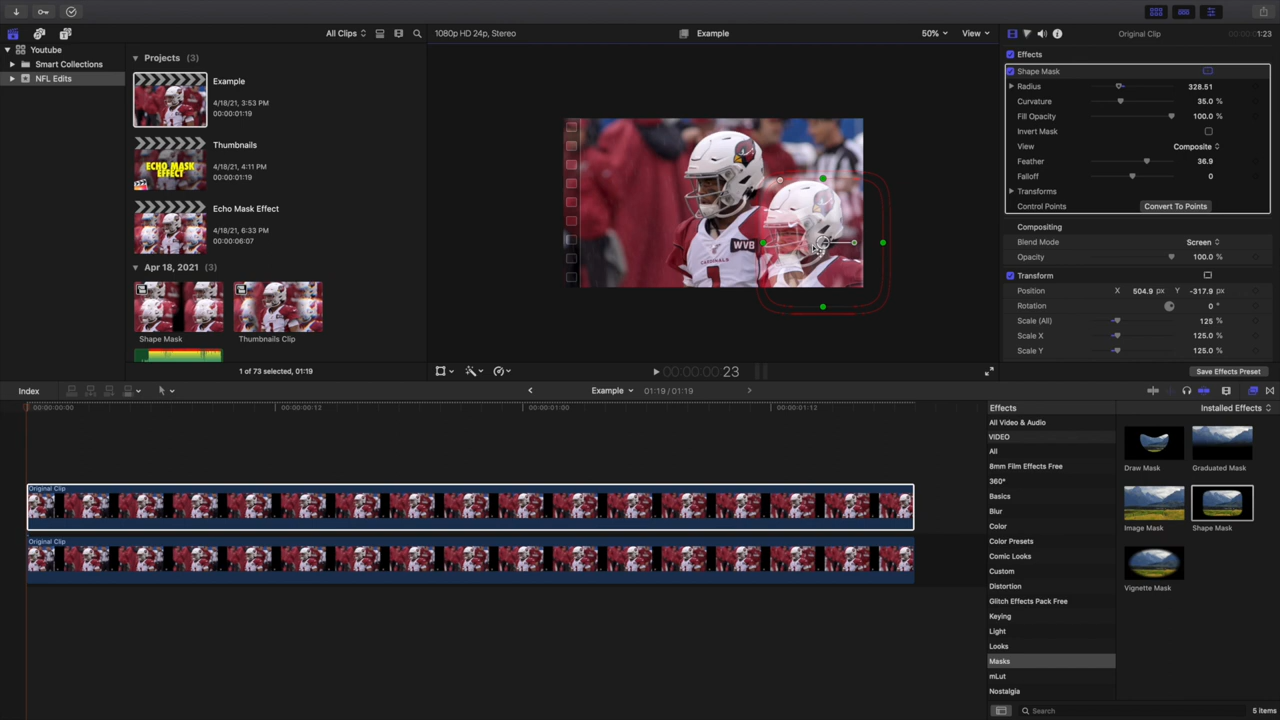 1080p HD 24p, Stereo
Example
50%
View
All Clips
Youtube
Smart Collections
NFL Edits
Projects (3)
Example
4/18/21, 3:53 PM
00:00:01:19
Thumbnails
4/18/21, 4:11 PM
00:00:01:19
ECHO MASK
EFFECT
Echo Mask Effect
4/18/21, 6:33 PM
00:00:06:07
Apr 18, 2021 (3)
Shape Mask
Thumbnails Clip
1 of 73 selected, 01:19
WVB
CARDINALS
1
00:00:00:23
Original Clip
1:23
Effects
Shape Mask
Radius
328.51
Curvature
35.0 %
Fill Opacity
100.0 %
Invert Mask
View
Composite
Feather
36.9
Falloff
0
Transforms
Control Points
Convert To Points
Compositing
Blend Mode
Screen
Opacity
100.0 %
Transform
Position
X 504.9 px Y -317.9 px
Rotation
0 °
Scale (All)
125 %
Scale X
125.0 %
Scale Y
125.0 %
Save Effects Preset
Index
Example
01:19 / 01:19
00:00:00:00
00:00:00:12
00:00:01:00
00:00:01:12
Original Clip
Original Clip
Effects
Installed Effects
All Video & Audio
VIDEO
All
8mm Film Effects Free
360°
Basics
Blur
Color
Color Presets
Comic Looks
Custom
Distortion
Glitch Effects Pack Free
Keying
Light
Looks
Masks
mLut
Nostalgia
Draw Mask
Graduated Mask
Image Mask
Shape Mask
Vignette Mask
Search
5 items